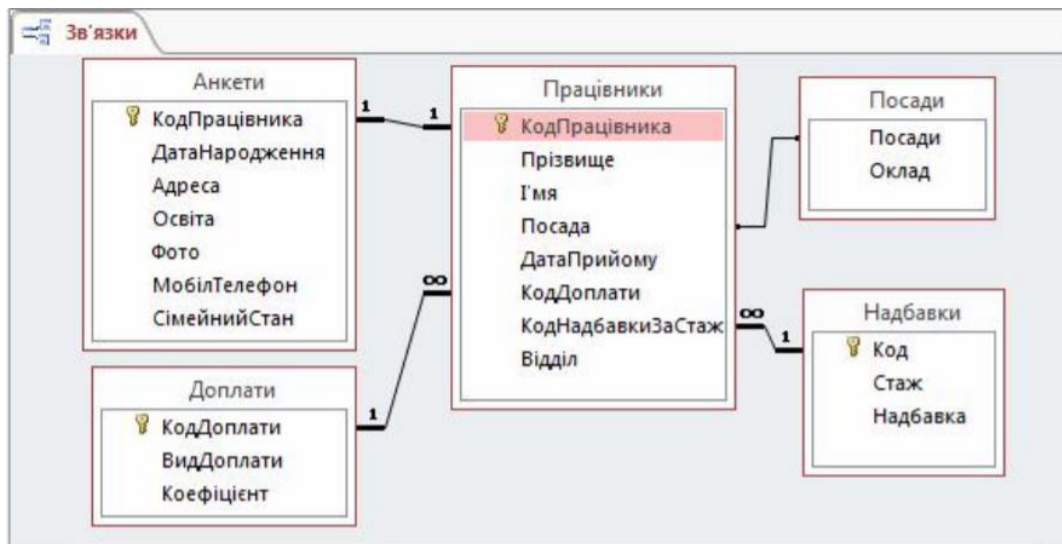 Зв'язки
Анкети
КодПрацівника
ДатаНародження
Адреса
Освіта
Фото
МобілТелефон
СімейнийСтан
1
1
Працівники
КодПрацівника
Прізвище
І'мя
Посада
ДатаПрийому
КодДоплати
КодНадбавкиЗаСтаж
Відділ
Посади
Посади
Оклад
∞
1
Доплати
КодДоплати
ВидДоплати
Коефіцієнт
∞
1
Надбавки
Код
Стаж
Надбавка